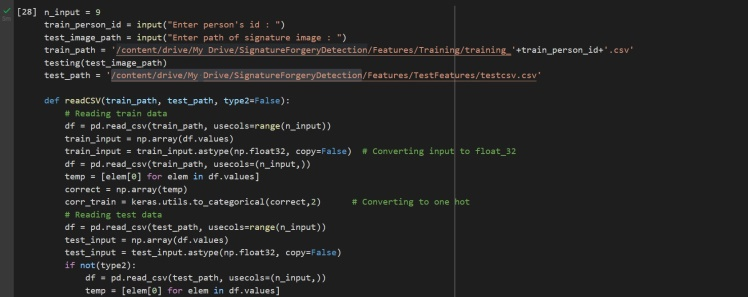 [28] n_input = 9
train_person_id = input("Enter person's id : ")
test_image_path = input("Enter path of signature image : ")
train_path = '/content/drive/My Drive/SignatureForgeryDetection/Features/Training/training_'+train_person_id+'.csv'
testing(test_image_path)
test_path = '/content/drive/My Drive/SignatureForgeryDetection/Features/TestFeatures/testcsv.csv'
def readCSV(train_path, test_path, type2=False):
# Reading train data
df = pd.read_csv(train_path, usecols=range(n_input))
train_input = np.array(df.values)
train_input = train_input.astype(np.float32, copy=False) # Converting input to float_32
df = pd.read_csv(train_path, usecols=(n_input,))
temp = [elem[0] for elem in df.values]
correct = np.array(temp)
corr_train = keras.utils.to_categorical(correct,2) # Converting to one hot
# Reading test data
df = pd.read_csv(test_path, usecols=range(n_input))
test_input = np.array(df.values)
test_input = test_input.astype(np.float32, copy=False)
if not(type2):
df = pd.read_csv(test_path, usecols=(n_input,))
temp = [elem[0] for elem in df.values]